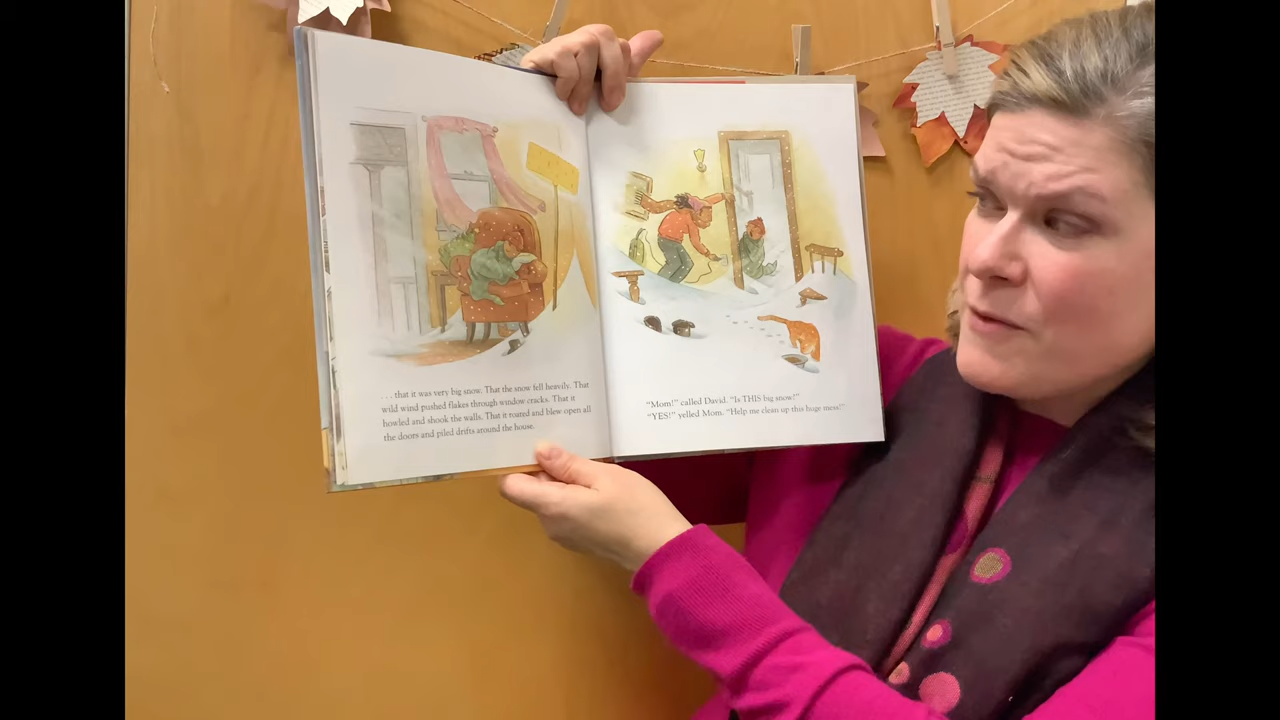 . . . that it was very big snow. That the snow fell heavily. That
wild wind pushed flakes through window cracks. That it
howled and shook the walls. That it roared and blew open all
the doors and piled drifts around the house.
"Mom!" called David. "Is THIS big snow?"
"YES!" yelled Mom. "Help me clean up this huge mess!"